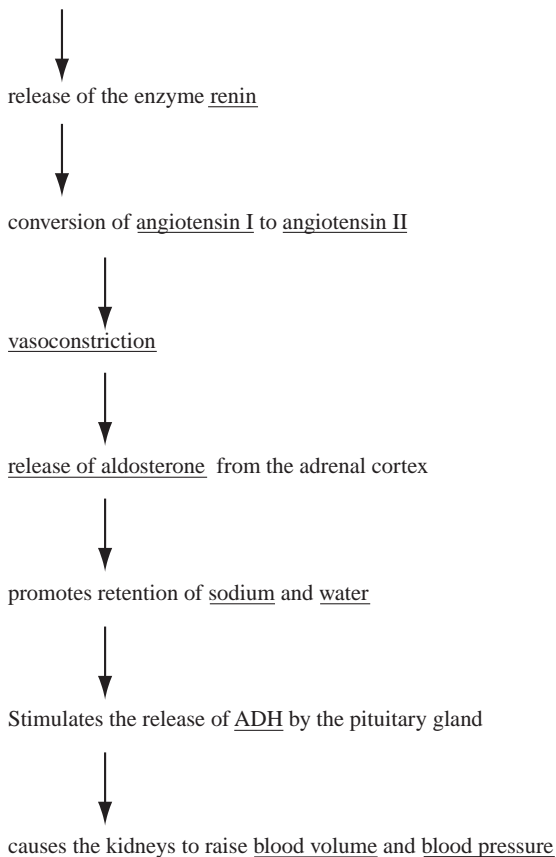 release of the enzyme renin
conversion of angiotensin I to angiotensin II
vasoconstriction
release of aldosterone from the adrenal cortex
promotes retention of sodium and water
Stimulates the release of ADH by the pituitary gland
causes the kidneys to raise blood volume and blood pressure